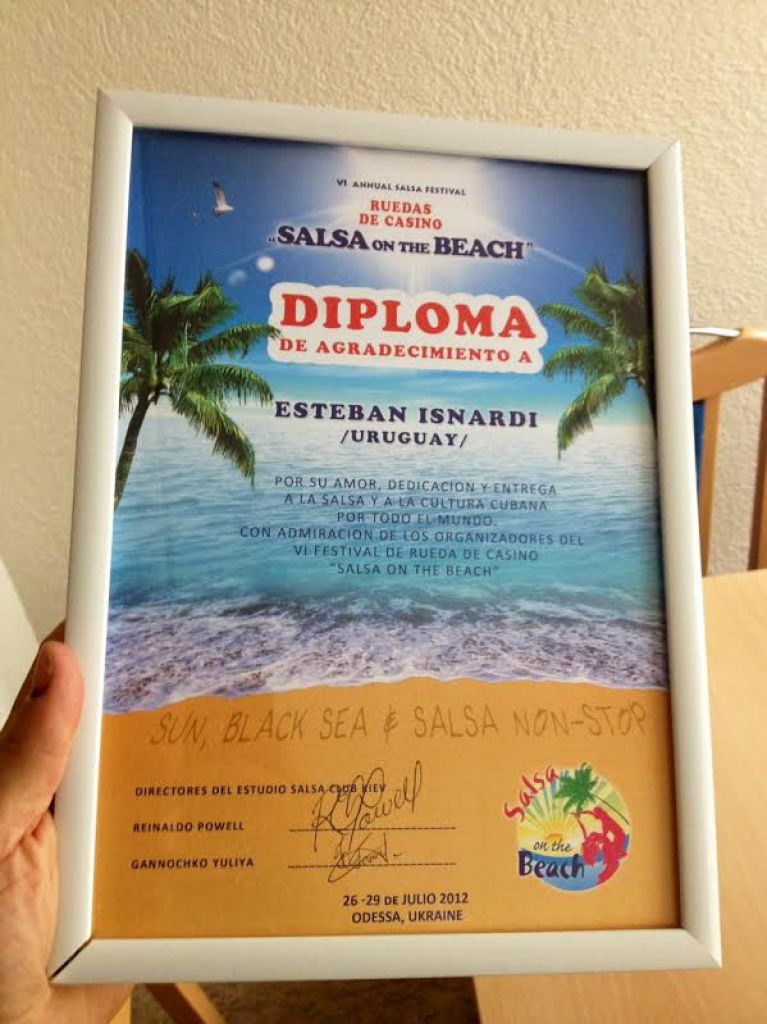 VI ANNUAL SALSA FESTIVAL
RUEDAS
DE CASINO
"SALSA ON THE BEACH"
DIPLOMA
DE AGRADECIMIENTO A
ESTEBAN ISNARDI
/URUGUAY/
POR SU AMOR, DEDICACION Y ENTREGA
A LA SALSA Y A LA CULTURA CUBANA
POR TODO EL MUNDO
CON ADMIRACION DE LOS ORGANIZADORES DEL
VI FESTIVAL DE RUEDA DE CASINO
"SALSA ON THE BEACH"
SUN, BLACK SEA & SALSA NON-STOP
DIRECTORES DEL ESTUDIO SALSA CLUB KIEV
REINALDO POWELL
GANNOCHKO YULIYA
Salsa
on the
Beach
26 -29 DE JULIO 2012
ODESSA, UKRAINE